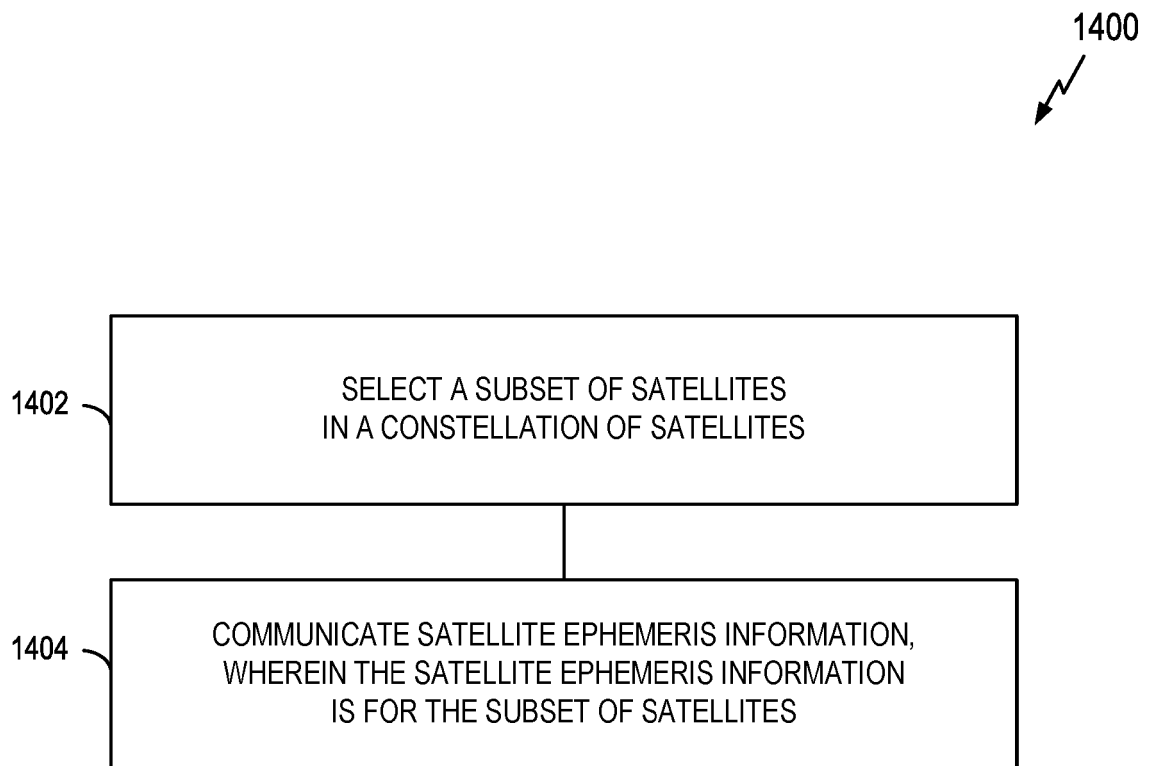 1400
1402
SELECT A SUBSET OF SATELLITES
IN A CONSTELLATION OF SATELLITES
1404
COMMUNICATE SATELLITE EPHEMERIS INFORMATION,
WHEREIN THE SATELLITE EPHEMERIS INFORMATION
IS FOR THE SUBSET OF SATELLITES